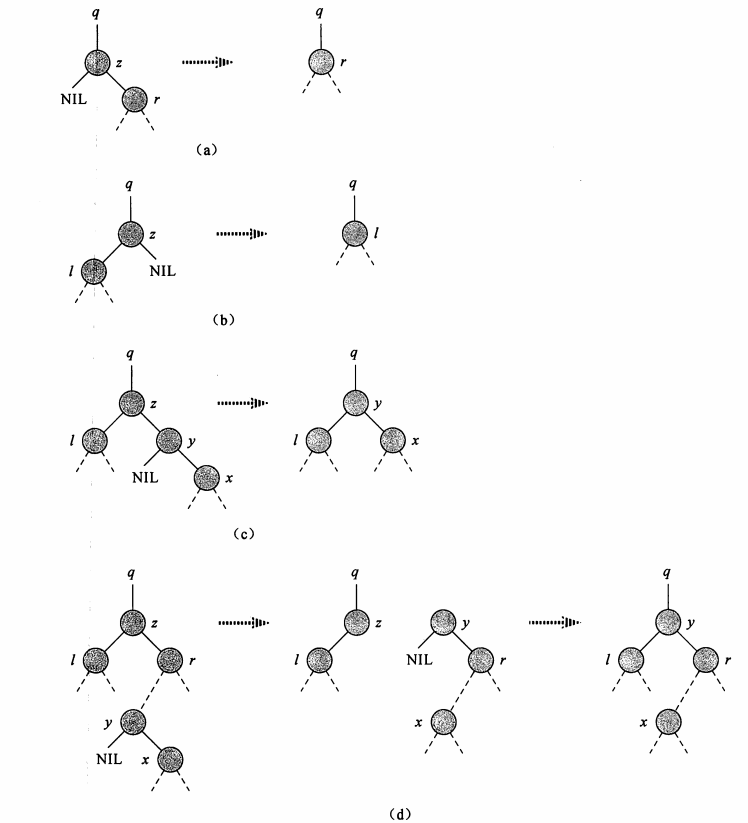 q q
z r
NIL r
(a)
q q
z l
l NIL
(b)
q q
z y
l y l x
NIL x
(c)
q q q
z z y y
l r l NIL r l r
y x x
NIL x
(d)